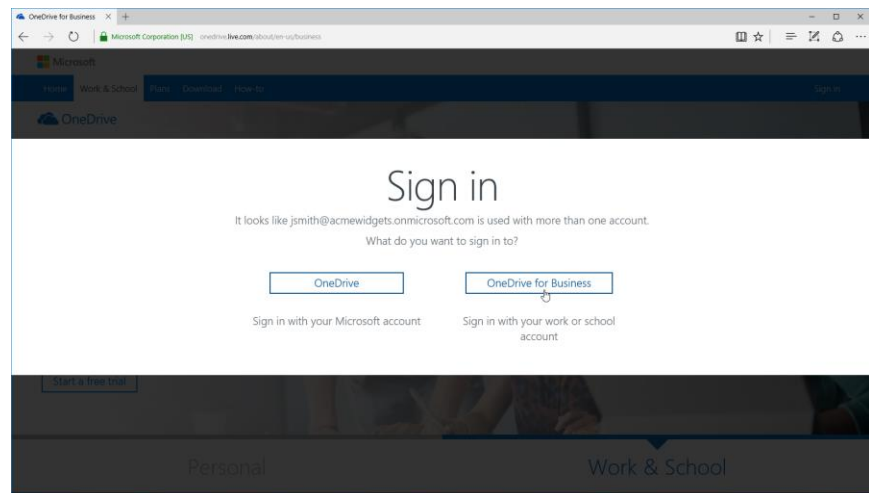 OneDrive for Business
Microsoft Corporation [US] onedrive.live.com/about/en-us/business
Microsoft
Home Work & School Plans Download How-to Sign in
OneDrive
Sign in
It looks like jsmith@acmewidgets.onmicrosoft.com is used with more than one account.
What do you want to sign in to?
OneDrive OneDrive for Business
Sign in with your Microsoft account Sign in with your work or school
account
Start a free trial
Personal Work & School